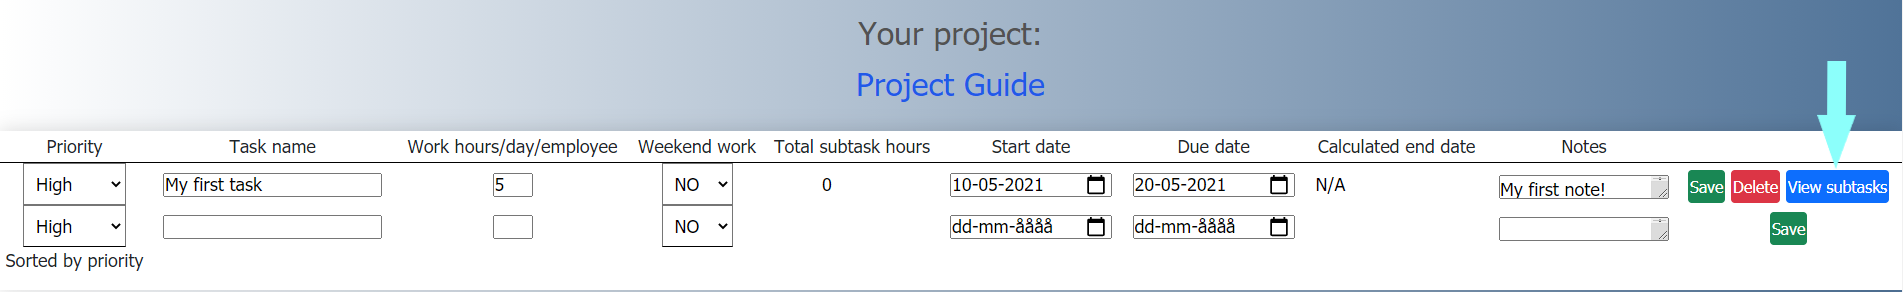 Your project:
Project Guide
Priority Task name Work hours/day/employee Weekend work Total subtask hours Start date Due date Calculated end date Notes
High My first task 5 NO 0 10-05-2021 20-05-2021 N/A My first note! Save Delete View subtasks
High NO dd-mm-åååå dd-mm-åååå Save
Sorted by priority